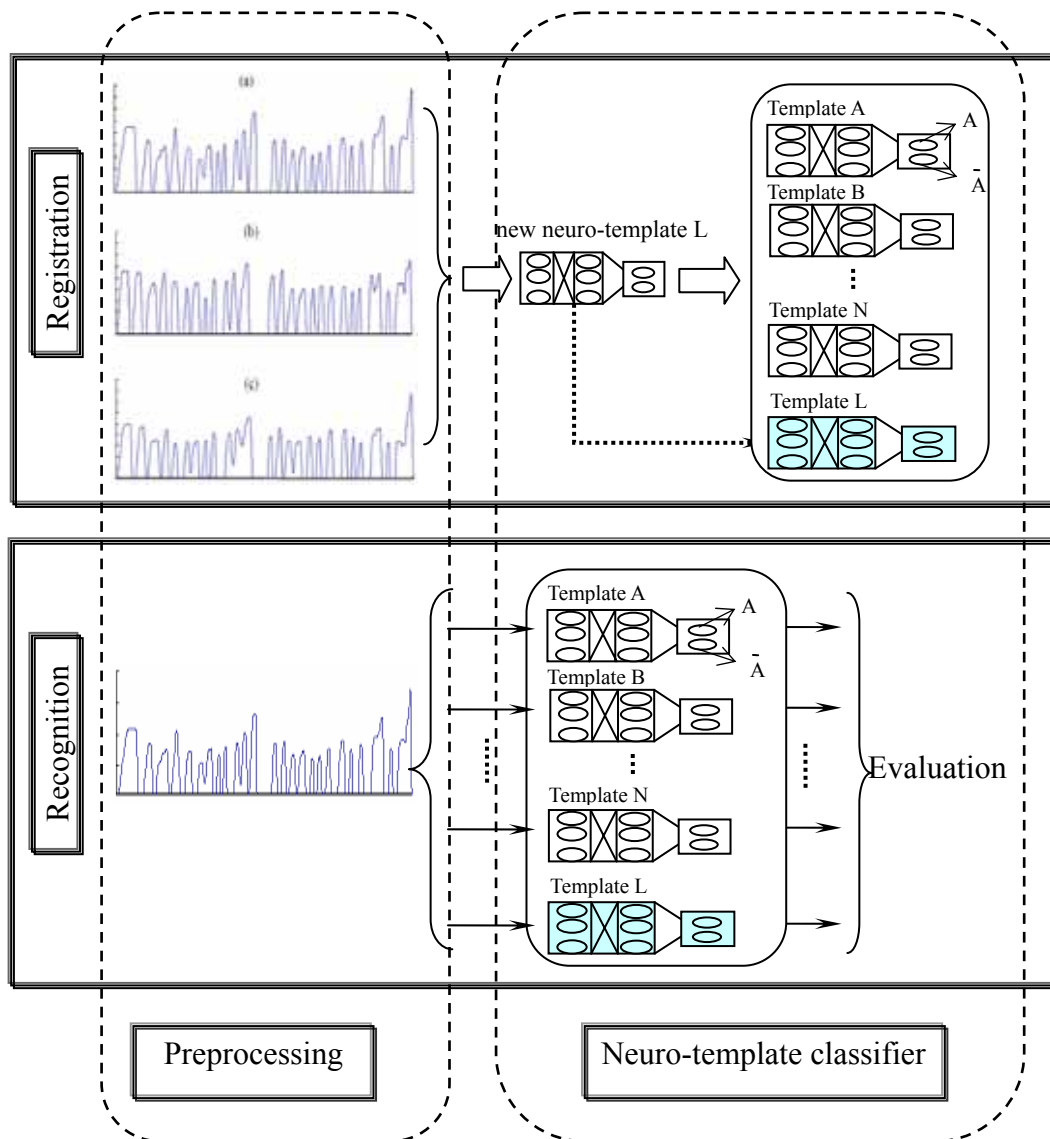 Registration
(a)
(b)
(c)
new neuro-template L
Template A
A
Ā
Template B
Template N
Template L
Recognition
Template A
A
Ā
Template B
Template N
Template L
Evaluation
Preprocessing
Neuro-template classifier